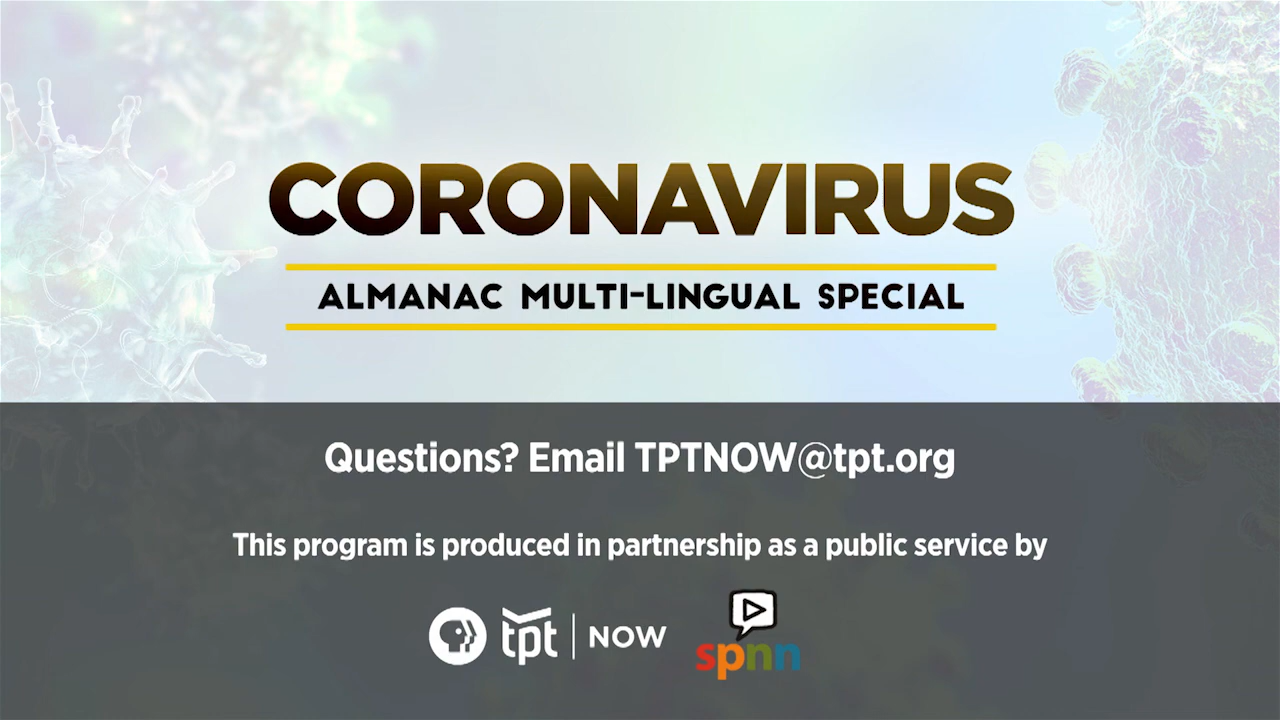 CORONAVIRUS
ALMANAC MULTI-LINGUAL SPECIAL
Questions? Email TPTNOW@tpt.org
This program is produced in partnership as a public service by
tpt | NOW
spnn